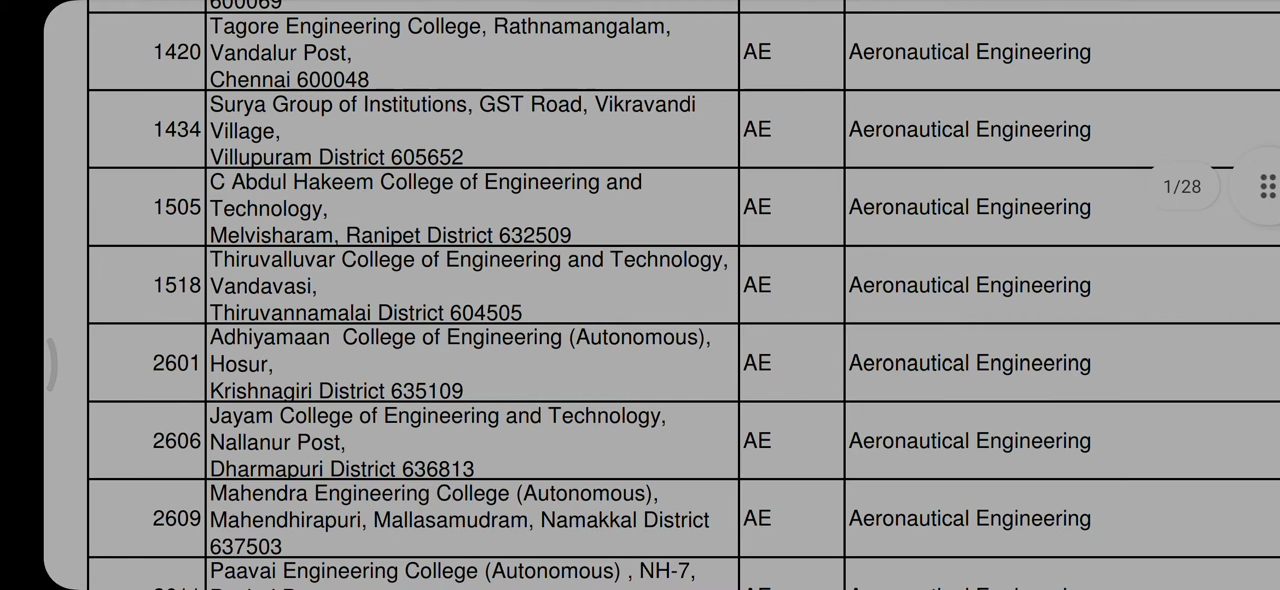 600069
1420 Tagore Engineering College, Rathnamangalam, Vandalur Post, Chennai 600048 AE Aeronautical Engineering
1434 Surya Group of Institutions, GST Road, Vikravandi Village, Villupuram District 605652 AE Aeronautical Engineering
1/28
1505 C Abdul Hakeem College of Engineering and Technology, Melvisharam, Ranipet District 632509 AE Aeronautical Engineering
1518 Thiruvalluvar College of Engineering and Technology, Vandavasi, Thiruvannamalai District 604505 AE Aeronautical Engineering
2601 Adhiyamaan College of Engineering (Autonomous), Hosur, Krishnagiri District 635109 AE Aeronautical Engineering
2606 Jayam College of Engineering and Technology, Nallanur Post, Dharmapuri District 636813 AE Aeronautical Engineering
2609 Mahendra Engineering College (Autonomous), Mahendhirapuri, Mallasamudram, Namakkal District 637503 AE Aeronautical Engineering
Paavai Engineering College (Autonomous) , NH-7,